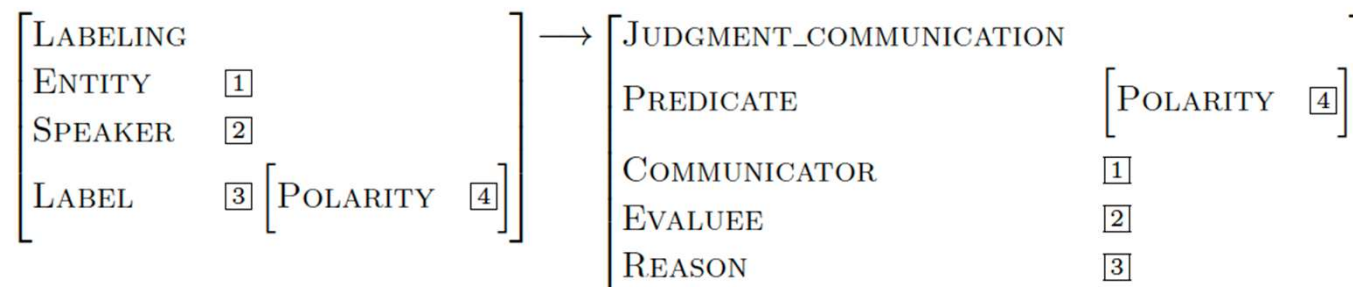 LABELING
ENTITY 1
SPEAKER 2
LABEL 3 [POLARITY 4]
→
JUDGMENT_COMMUNICATION
PREDICATE [POLARITY 4]
COMMUNICATOR 1
EVALUEE 2
REASON 3